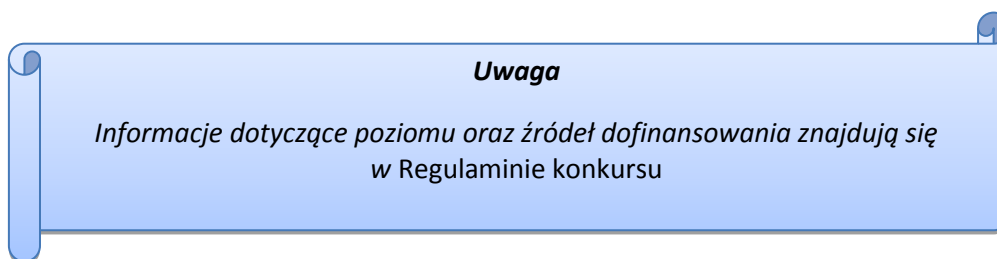 Uwaga
Informacje dotyczące poziomu oraz źródeł dofinansowania znajdują się
w Regulaminie konkursu